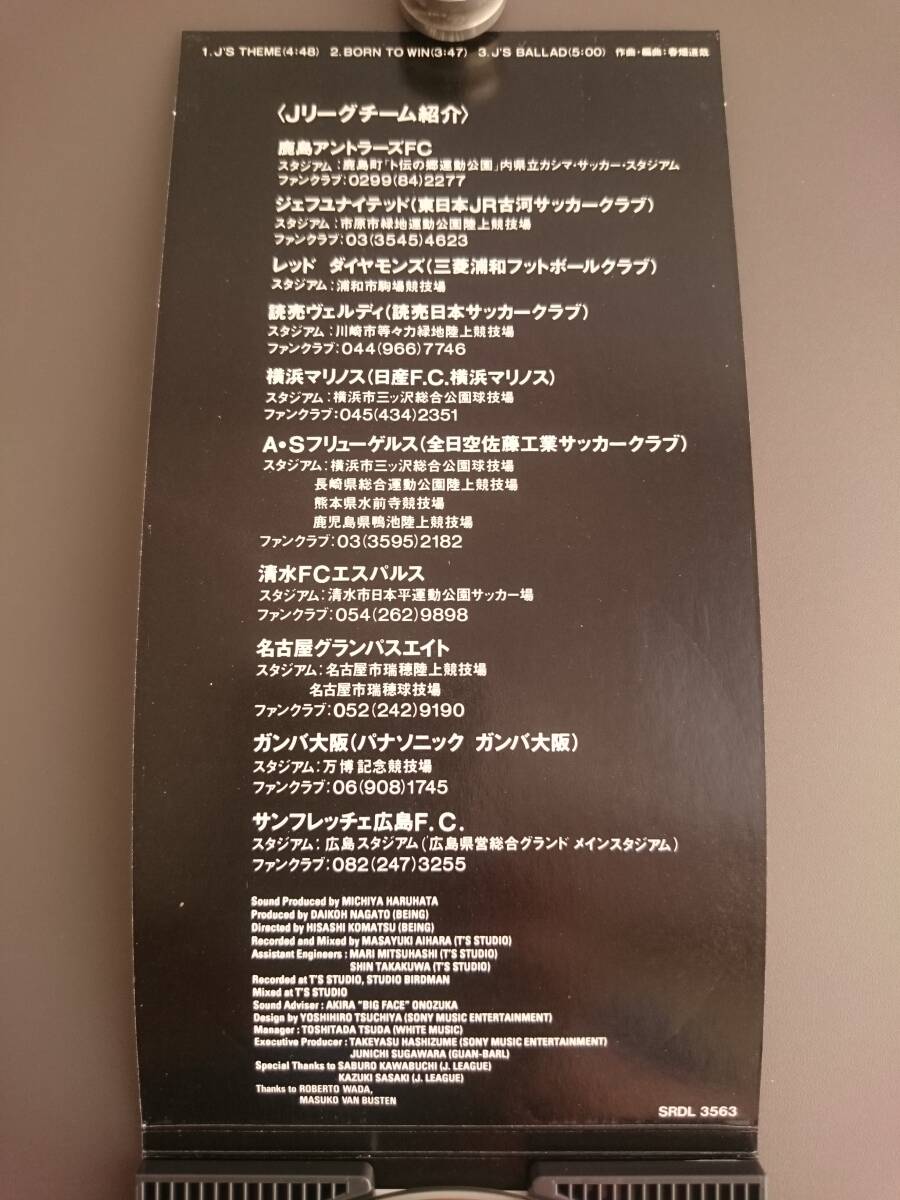 1. J'S THEME(4:48) 2. BORN TO WIN(3:47) 3. J'S BALLAD(5:00) 作曲・編曲:春畑道哉
〈Jリーグチーム紹介〉
鹿島アントラーズFC
スタジアム:鹿島町「卜伝の郷運動公園」内県立カシマ・サッカー・スタジアム
ファンクラブ:0299(84)2277
ジェフユナイテッド(東日本JR古河サッカークラブ)
スタジアム:市原市緑地運動公園陸上競技場
ファンクラブ:03(3545)4623
レッド ダイヤモンズ(三菱浦和フットボールクラブ)
スタジアム:浦和市駒場競技場
読売ヴェルディ(読売日本サッカークラブ)
スタジアム:川崎市等々力緑地陸上競技場
ファンクラブ:044(966)7746
横浜マリノス(日産F.C.横浜マリノス)
スタジアム:横浜市三ッ沢総合公園球技場
ファンクラブ:045(434)2351
A・Sフリューゲルス(全日空佐藤工業サッカークラブ)
スタジアム:横浜市三ッ沢総合公園球技場
長崎県総合運動公園陸上競技場
熊本県水前寺競技場
鹿児島県鴨池陸上競技場
ファンクラブ:03(3595)2182
清水FCエスパルス
スタジアム:清水市日本平運動公園サッカー場
ファンクラブ:054(262)9898
名古屋グランパスエイト
スタジアム:名古屋市瑞穂陸上競技場
名古屋市瑞穂球技場
ファンクラブ:052(242)9190
ガンバ大阪(パナソニック ガンバ大阪)
スタジアム:万博記念競技場
ファンクラブ:06(908)1745
サンフレッチェ広島F.C.
スタジアム:広島スタジアム(広島県営総合グランド メインスタジアム)
ファンクラブ:082(247)3255
Sound Produced by MICHIYA HARUHATA
Produced by DAIKOH NAGATO (BEING)
Directed by HISASHI KOMATSU (BEING)
Recorded and Mixed by MASAYUKI AIHARA (T'S STUDIO)
Assistant Engineers : MARI MITSUHASHI (T'S STUDIO)
SHIN TAKAKUWA (T'S STUDIO)
Recorded at T'S STUDIO, STUDIO BIRDMAN
Mixed at T'S STUDIO
Sound Adviser : AKIRA "BIG FACE" ONOZUKA
Design by YOSHIHIRO TSUCHIYA (SONY MUSIC ENTERTAINMENT)
Manager : TOSHITADA TSUDA (WHITE MUSIC)
Executive Producer : TAKEYASU HASHIZUME (SONY MUSIC ENTERTAINMENT)
JUNICHI SUGAWARA (GUAN-BARL)
Special Thanks to SABURO KAWABUCHI (J. LEAGUE)
KAZUKI SASAKI (J. LEAGUE)
Thanks to ROBERTO WADA,
MASUKO VAN BUSTEN
SRDL 3563